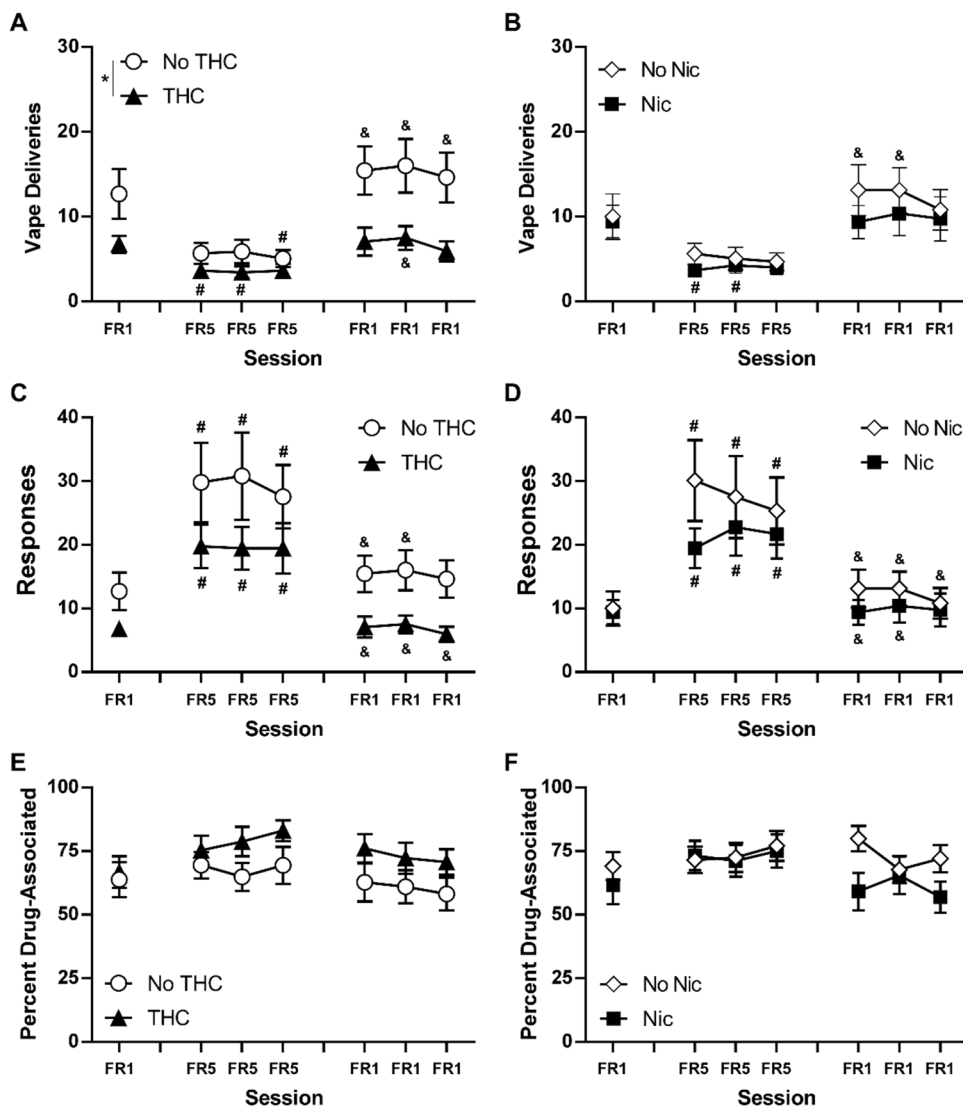 A
30
20
10
0
Vape Deliveries
*
No THC
THC
& & &
#
# #
&
FR1 FR5 FR5 FR5 FR1 FR1 FR1
Session
B
30
20
10
0
Vape Deliveries
No Nic
Nic
& &
# #
FR1 FR5 FR5 FR5 FR1 FR1 FR1
Session
C
40
30
20
10
0
Responses
No THC
THC
# # #
# # #
& &
& & &
FR1 FR5 FR5 FR5 FR1 FR1 FR1
Session
D
40
30
20
10
0
Responses
No Nic
Nic
# # #
# # #
& & &
& &
FR1 FR5 FR5 FR5 FR1 FR1 FR1
Session
E
100
75
50
25
0
Percent Drug-Associated
No THC
THC
FR1 FR5 FR5 FR5 FR1 FR1 FR1
Session
F
100
75
50
25
0
Percent Drug-Associated
No Nic
Nic
FR1 FR5 FR5 FR5 FR1 FR1 FR1
Session